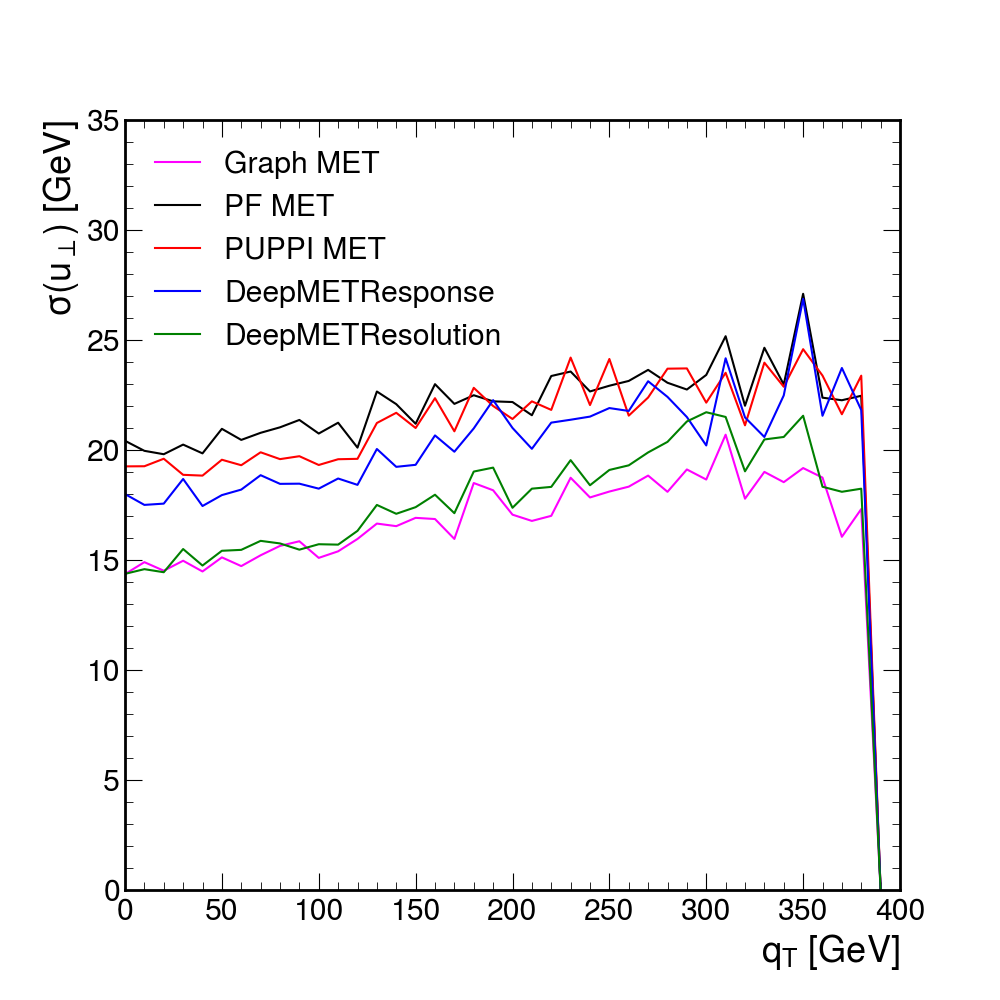 σ(u⊥) [GeV]
35
30
25
20
15
10
5
0
Graph MET
PF MET
PUPPI MET
DeepMETResponse
DeepMETResolution
0 50 100 150 200 250 300 350 400
qT [GeV]